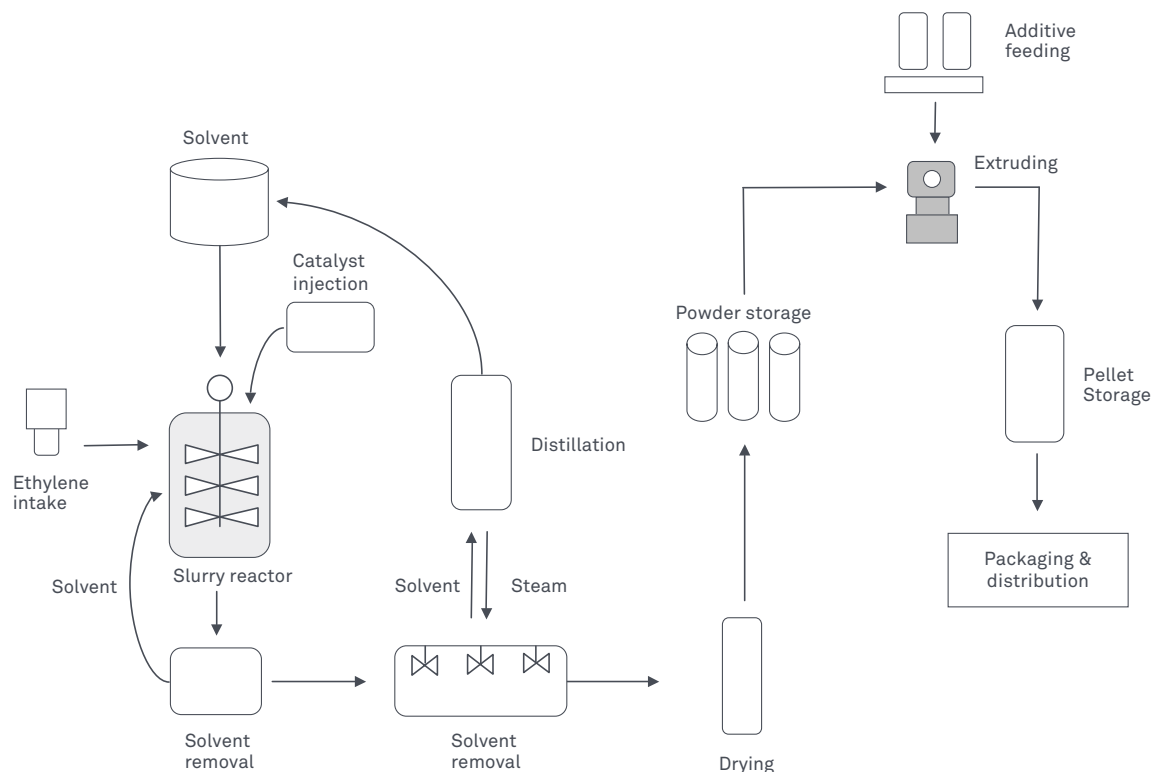 Additive
feeding
Solvent
Extruding
Catalyst
injection
Powder storage
Pellet
Storage
Distillation
Ethylene
intake
Slurry reactor
Solvent
Solvent
Steam
Packaging &
distribution
Solvent
removal
Solvent
removal
Drying